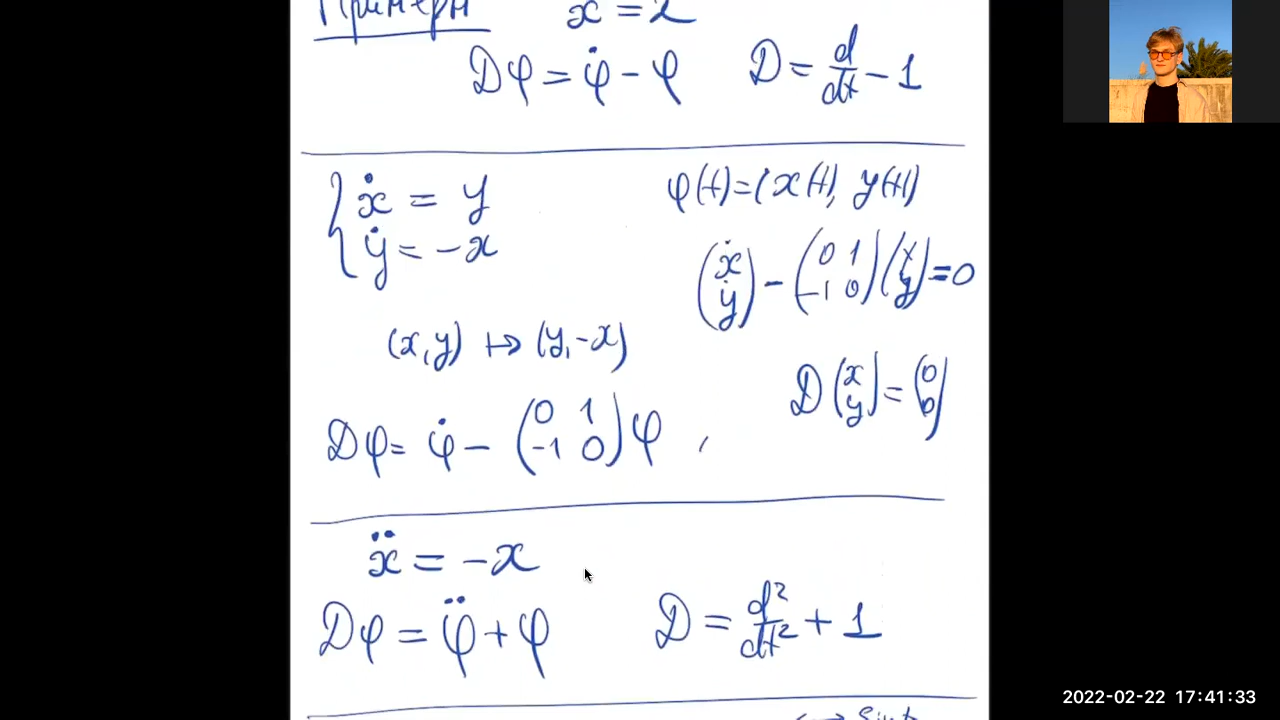 Примеры ẋ = x
Dφ = φ̇ − φ D = d/dt − 1
{ ẋ = y
ẏ = −x
φ(t) = (x(t), y(t))
(ẋ ẏ) − (0 1 −1 0)(x y) = 0
(x,y) ↦ (y, −x)
D(x y) = (0 0)
Dφ = φ̇ − (0 1 −1 0)φ ,
ẍ = −x
Dφ = φ̈ + φ D = d²/dt² + 1
2022-02-22 17:41:33